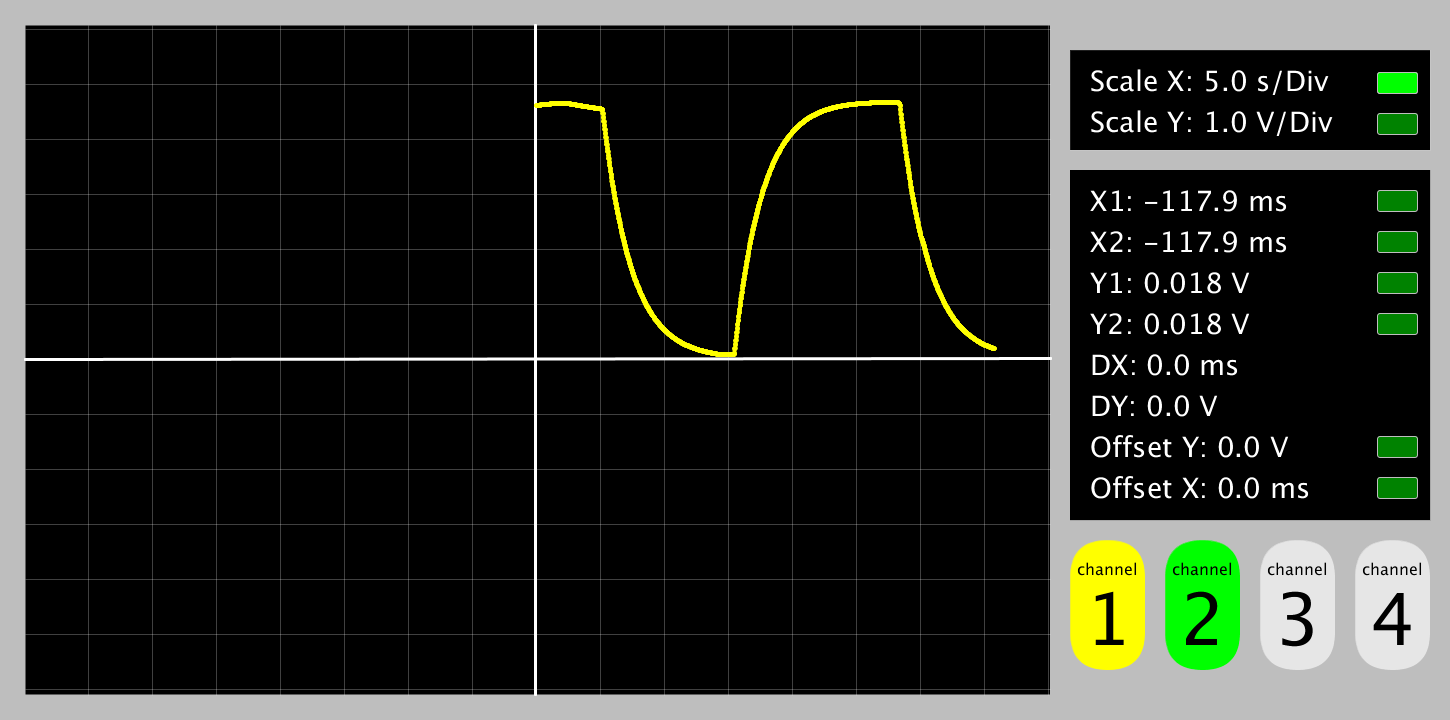 Scale X: 5.0 s/Div
Scale Y: 1.0 V/Div
X1: -117.9 ms
X2: -117.9 ms
Y1: 0.018 V
Y2: 0.018 V
DX: 0.0 ms
DY: 0.0 V
Offset Y: 0.0 V
Offset X: 0.0 ms
channel channel channel channel
1 2 3 4